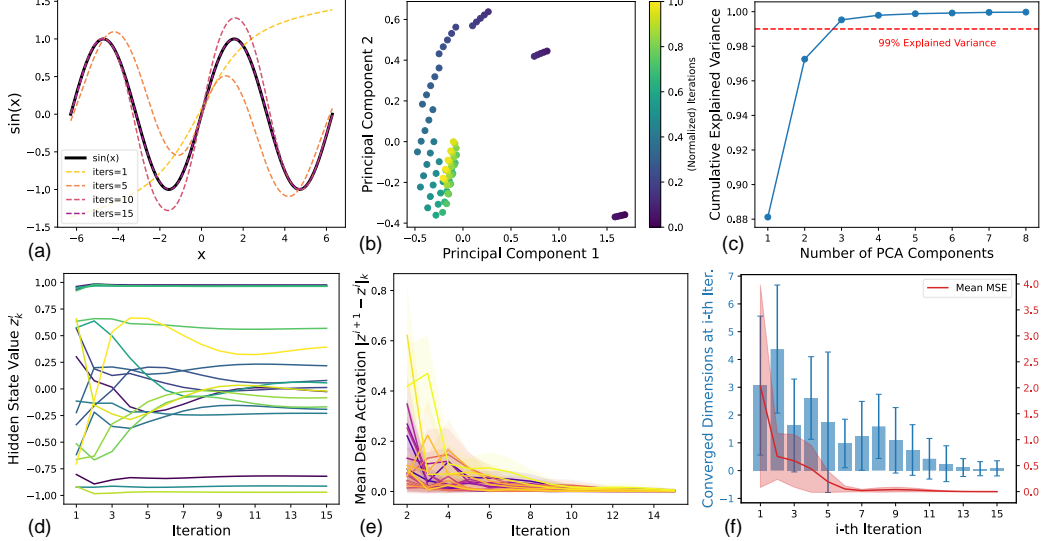 1.5
1.0
0.5
0.0
−0.5
−1.0
−1.5
sin(x)
sin(x)
iters=1
iters=5
iters=10
iters=15
−6 −4 −2 0 2 4 6
x
(a)
0.6
0.4
0.2
0.0
−0.2
−0.4
Principal Component 2
−0.5 0.0 0.5 1.0 1.5
Principal Component 1
(b)
1.0
0.8
0.6
0.4
0.2
0.0
(Normalized) Iterations
1.00
0.98
0.96
0.94
0.92
0.90
0.88
Cumulative Explained Variance
99% Explained Variance
1 2 3 4 5 6 7 8
Number of PCA Components
(c)
1.00
0.75
0.50
0.25
0.00
−0.25
−0.50
−0.75
−1.00
Hidden State Value z_k^i
1 3 5 7 9 11 13 15
Iteration
(d)
0.8
0.6
0.4
0.2
0.0
Mean Delta Activation |z^{i+1} − z^i|_k
2 4 6 8 10 12 14
Iteration
(e)
7
6
5
4
3
2
1
0
−1
Converged Dimensions at i-th Iter.
Mean MSE
4.0
3.5
3.0
2.5
2.0
1.5
1.0
0.5
0.0
1 3 5 7 9 11 13 15
i-th Iteration
(f)